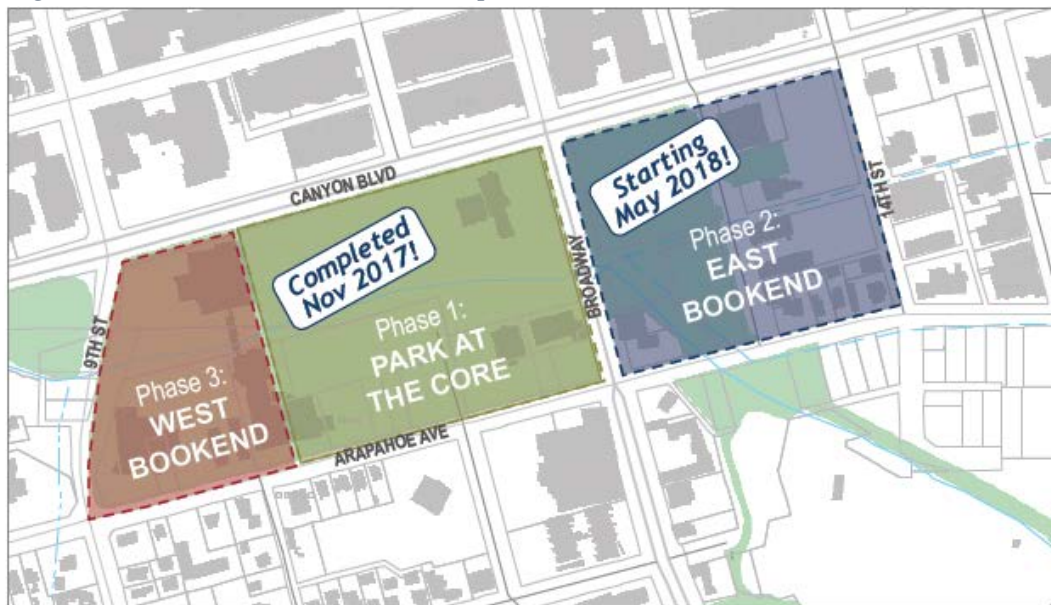 CANYON BLVD
Completed
Nov 2017!
Starting
May 2018!
Phase 2:
EAST
BOOKEND
14TH ST
BROADWAY
Phase 1:
PARK AT
THE CORE
9TH ST
Phase 3:
WEST
BOOKEND
ARAPAHOE AVE